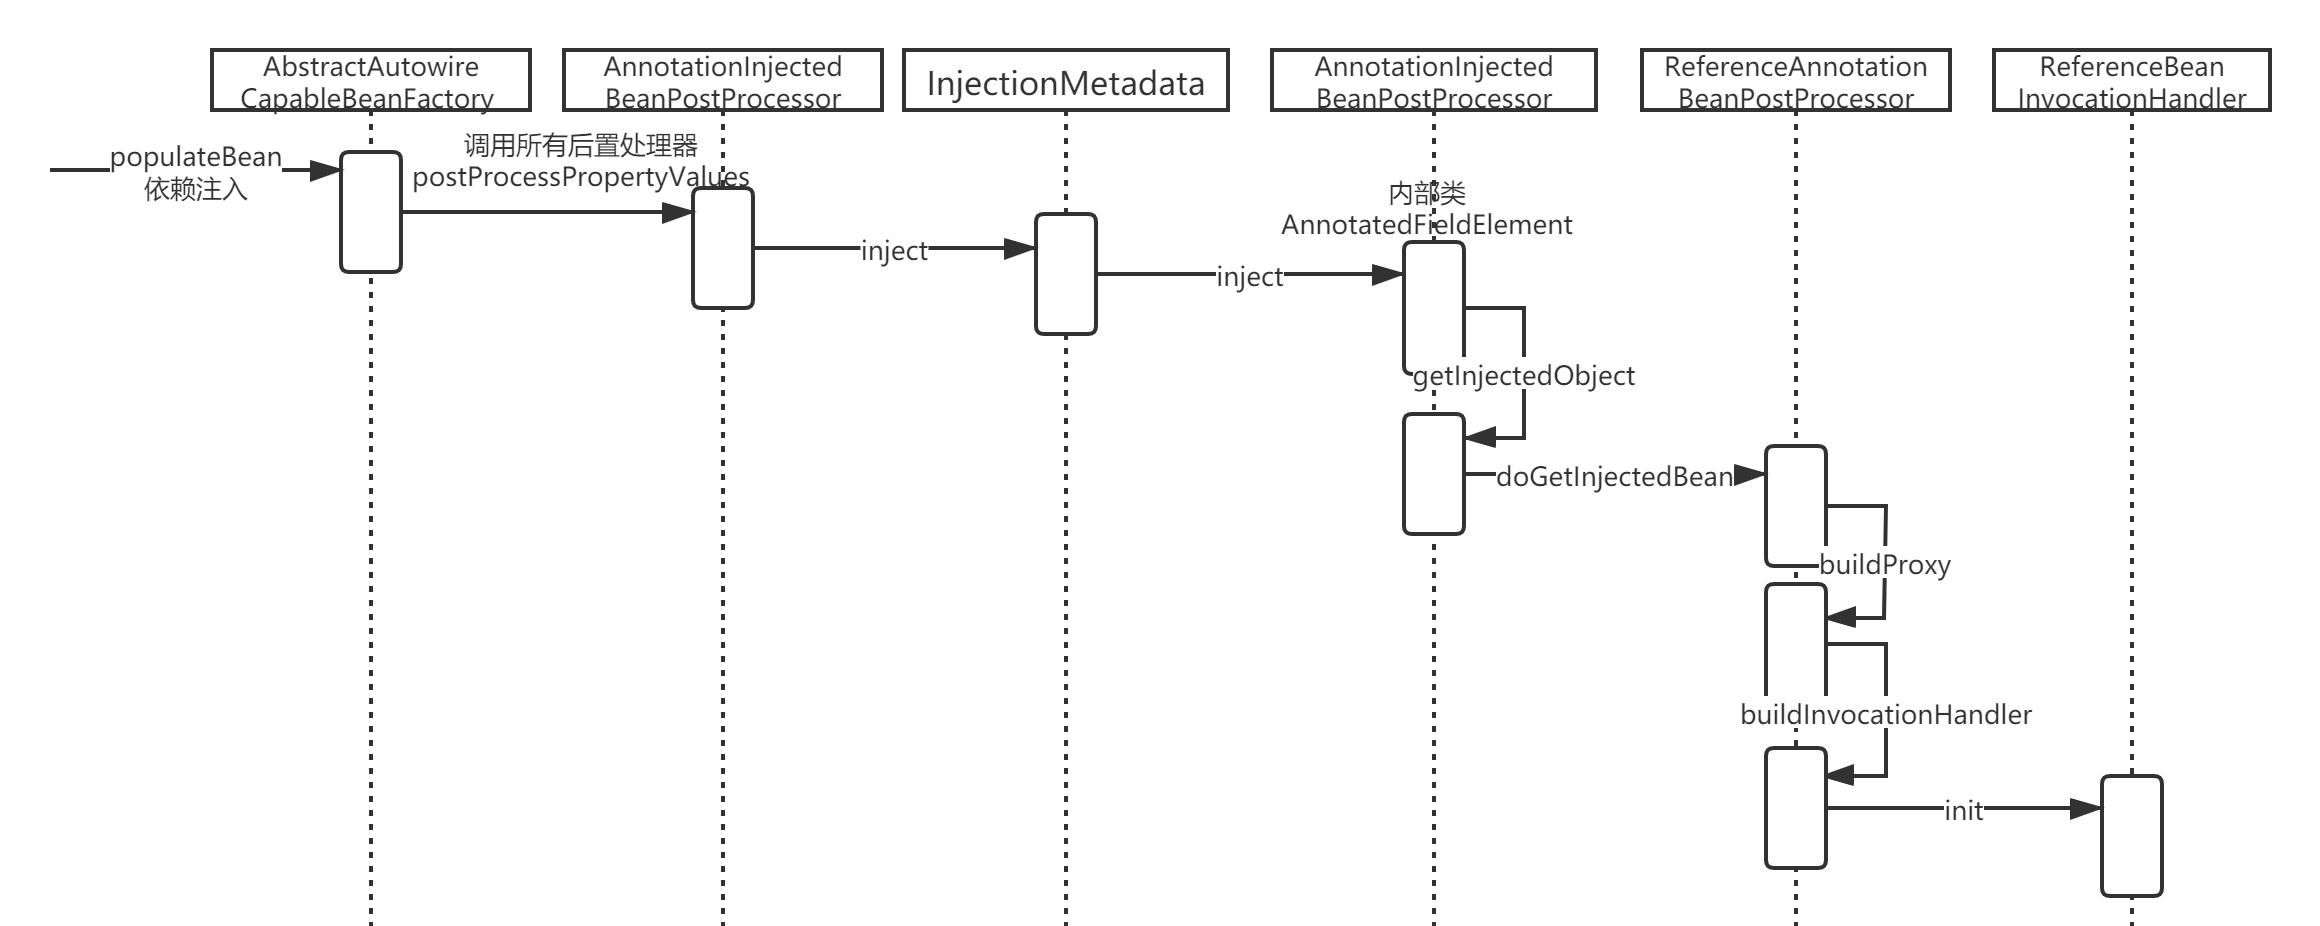 AbstractAutowire
CapableBeanFactory
AnnotationInjected
BeanPostProcessor
InjectionMetadata
AnnotationInjected
BeanPostProcessor
ReferenceAnnotation
BeanPostProcessor
ReferenceBean
InvocationHandler
populateBean
依赖注入
调用所有后置处理器
postProcessPropertyValues
inject
inject
内部类
AnnotatedFieldElement
getInjectedObject
doGetInjectedBean
buildProxy
buildInvocationHandler
init